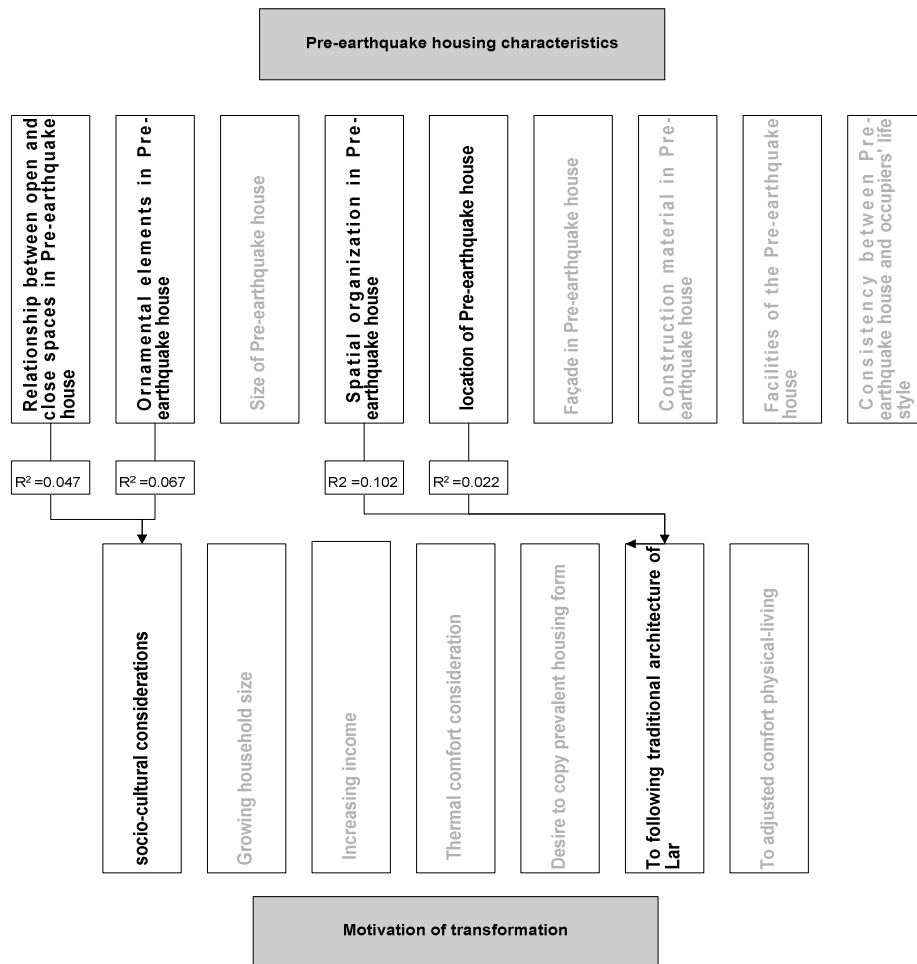 Pre-earthquake housing characteristics
Relationship between open and
close spaces in Pre-earthquake
house
Ornamental elements in Pre-
earthquake house
Size of Pre-earthquake house
Spatial organization in Pre-
earthquake house
location of Pre-earthquake house
Façade in Pre-earthquake house
Construction material in Pre-
earthquake house
Facilities of the Pre-earthquake
house
Consistency between Pre-
earthquake house and occupiers' life
style
R² =0.047
R² =0.067
R2 =0.102
R² =0.022
socio-cultural considerations
Growing household size
Increasing income
Thermal comfort consideration
Desire to copy prevalent housing form
To following traditional architecture of
Lar
To adjusted comfort physical-living
Motivation of transformation